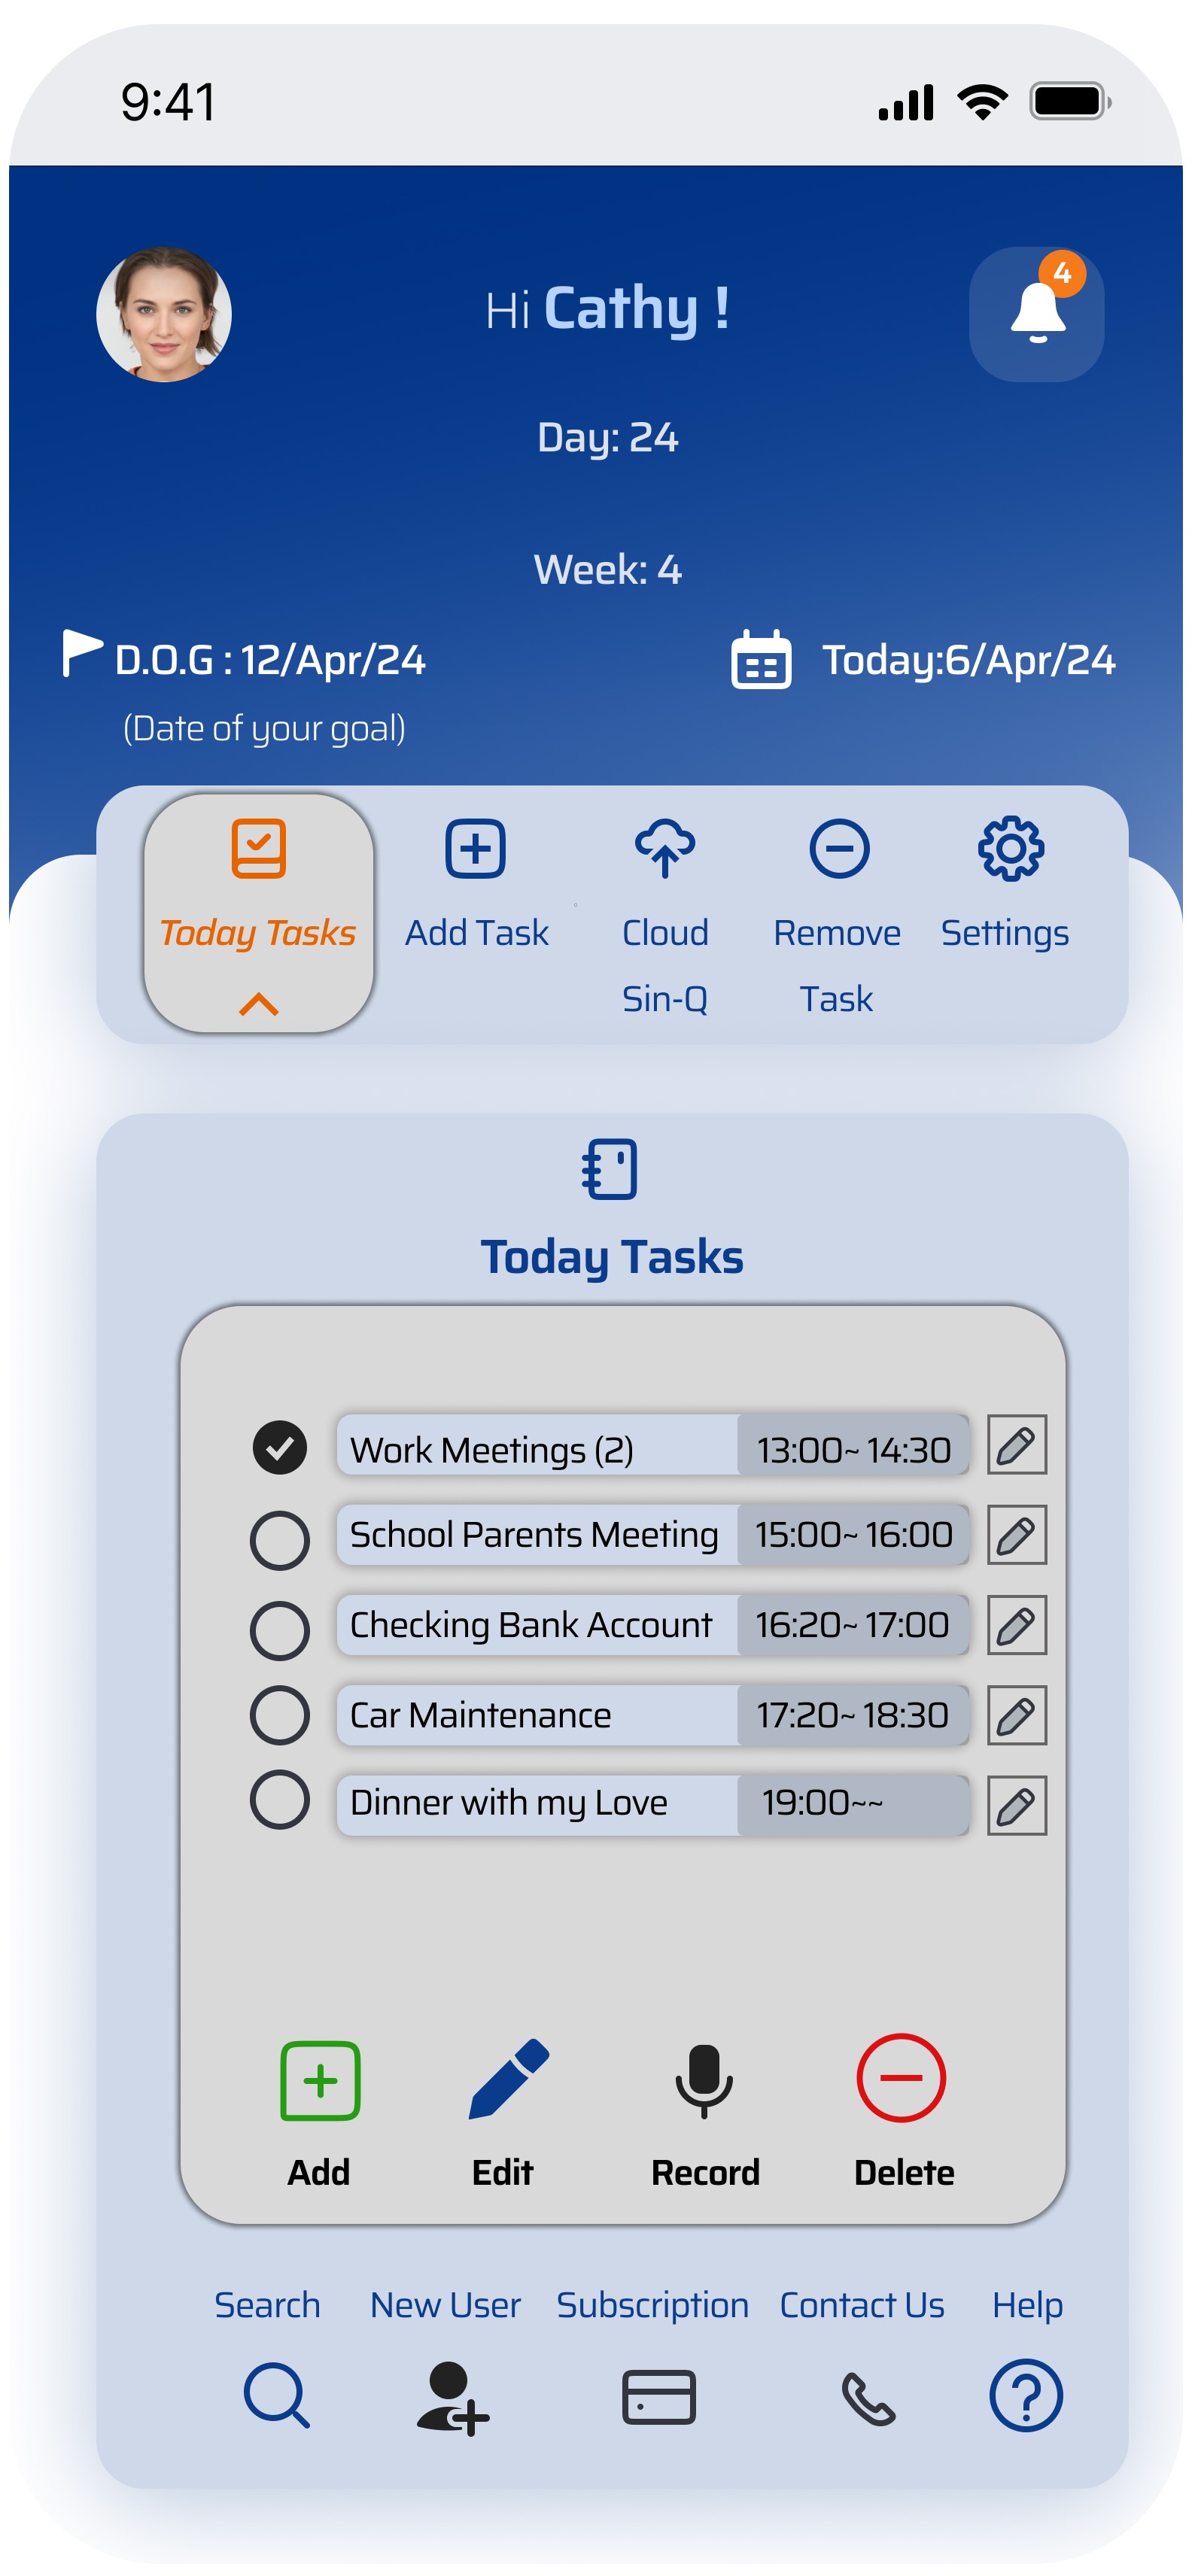 9:41
4
Hi Cathy !
Day: 24
Week: 4
D.O.G : 12/Apr/24
Today:6/Apr/24
(Date of your goal)
Today Tasks
Add Task
Cloud
Sin-Q
Remove
Task
Settings
Today Tasks
Work Meetings (2) 13:00~ 14:30
School Parents Meeting 15:00~ 16:00
Checking Bank Account 16:20~ 17:00
Car Maintenance 17:20~ 18:30
Dinner with my Love 19:00~~
Add Edit Record Delete
Search New User Subscription Contact Us Help